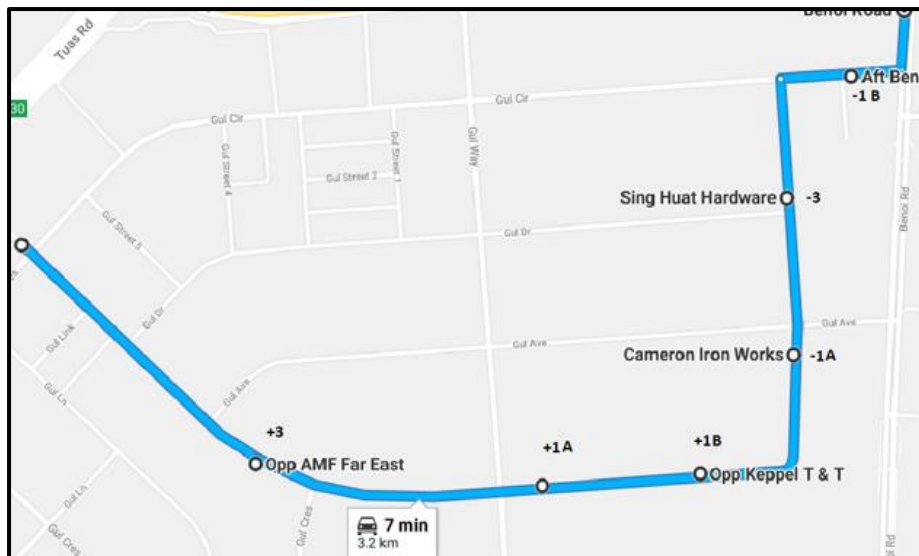 Benoi Road
Tuas Rd
Aft Ben
-1 B
30
Gul Cir
Gul Cir
Gul Way
Gul Street 4
Gul Street 1
Gul Street 2
Sing Huat Hardware
-3
Benoi Rd
Gul Street 5
Gul Dr
Gul Link
Gul Dr
Gul Ave
Gul Ave
Cameron Iron Works
-1A
Gul Ln
Gul Ave
+3
+1A
+1B
Opp AMF Far East
Opp Keppel T & T
Gul Ln
Gul Cres
Gul Cres
7 min
3.2 km